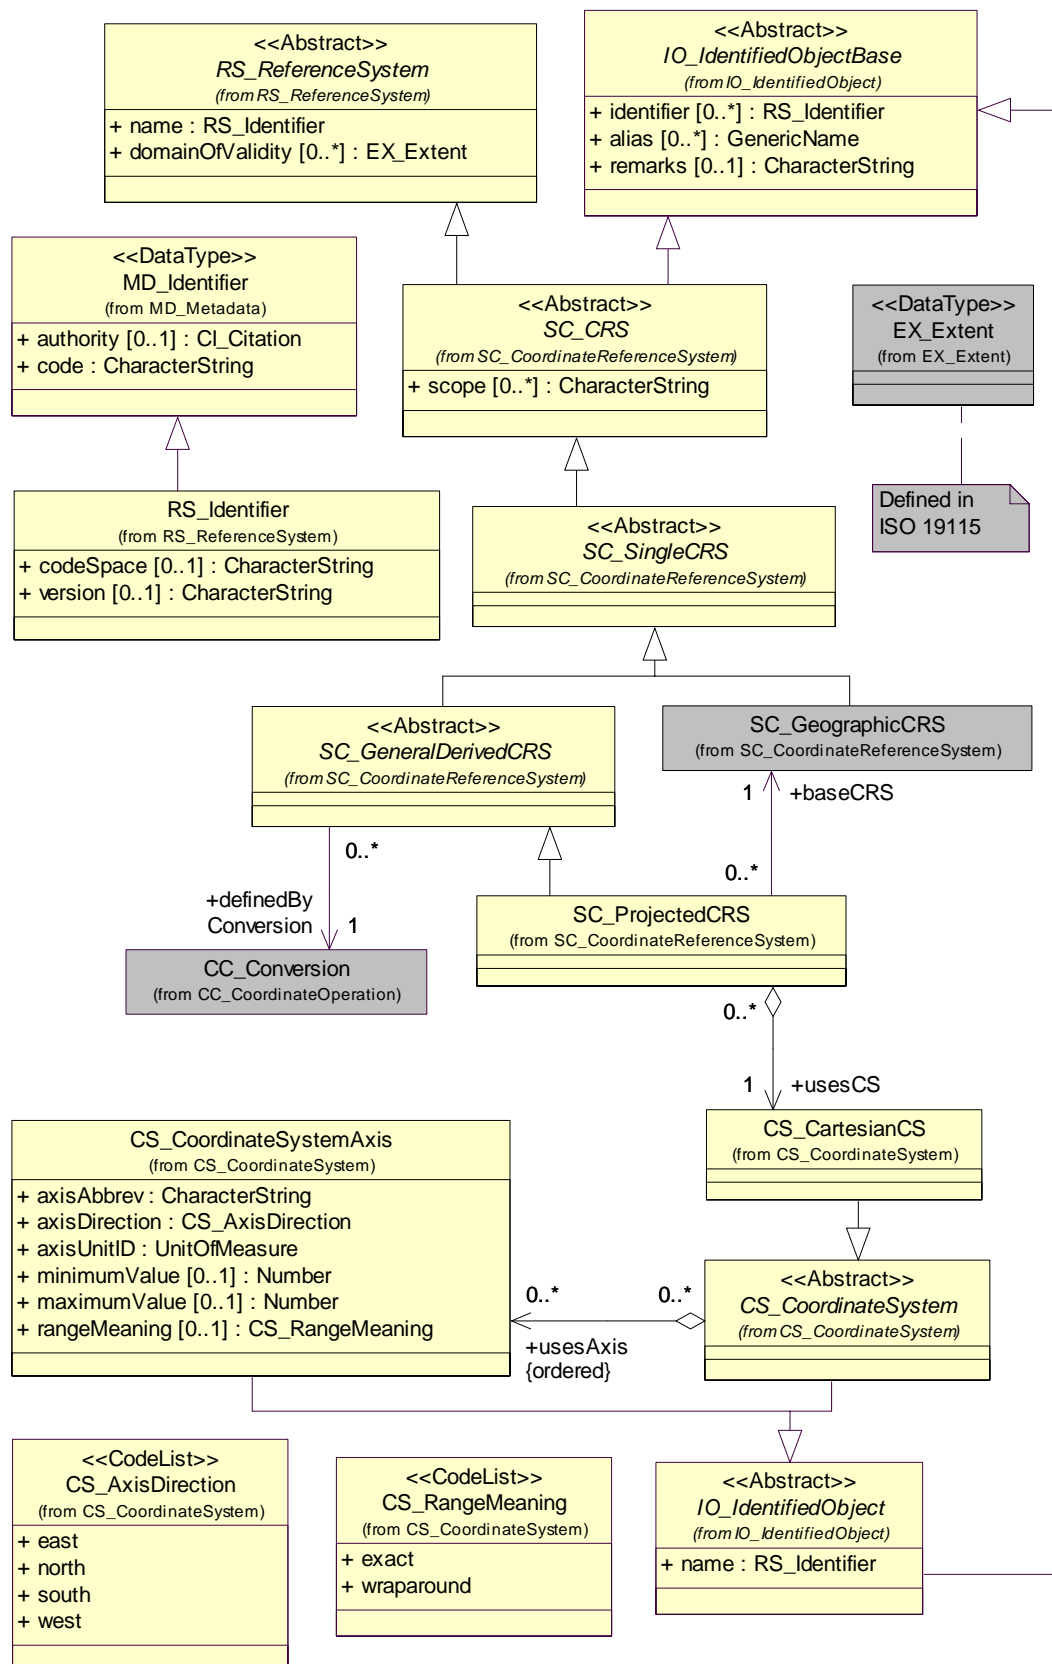 <<Abstract>>
RS_ReferenceSystem
(from RS_ReferenceSystem)
+ name : RS_Identifier
+ domainOfValidity [0..*] : EX_Extent
<<Abstract>>
IO_IdentifiedObjectBase
(from IO_IdentifiedObject)
+ identifier [0..*] : RS_Identifier
+ alias [0..*] : GenericName
+ remarks [0..1] : CharacterString
<<DataType>>
MD_Identifier
(from MD_Metadata)
+ authority [0..1] : CI_Citation
+ code : CharacterString
<<Abstract>>
SC_CRS
(from SC_CoordinateReferenceSystem)
+ scope [0..*] : CharacterString
<<DataType>>
EX_Extent
(from EX_Extent)
Defined in
ISO 19115
RS_Identifier
(from RS_ReferenceSystem)
+ codeSpace [0..1] : CharacterString
+ version [0..1] : CharacterString
<<Abstract>>
SC_SingleCRS
(from SC_CoordinateReferenceSystem)
<<Abstract>>
SC_GeneralDerivedCRS
(from SC_CoordinateReferenceSystem)
SC_GeographicCRS
(from SC_CoordinateReferenceSystem)
1
+baseCRS
0..*
0..*
+definedBy
Conversion
1
SC_ProjectedCRS
(from SC_CoordinateReferenceSystem)
CC_Conversion
(from CC_CoordinateOperation)
0..*
1
+usesCS
CS_CoordinateSystemAxis
(from CS_CoordinateSystem)
+ axisAbbrev : CharacterString
+ axisDirection : CS_AxisDirection
+ axisUnitID : UnitOfMeasure
+ minimumValue [0..1] : Number
+ maximumValue [0..1] : Number
+ rangeMeaning [0..1] : CS_RangeMeaning
CS_CartesianCS
(from CS_CoordinateSystem)
0..*
0..*
+usesAxis
{ordered}
<<Abstract>>
CS_CoordinateSystem
(from CS_CoordinateSystem)
<<CodeList>>
CS_AxisDirection
(from CS_CoordinateSystem)
+ east
+ north
+ south
+ west
<<CodeList>>
CS_RangeMeaning
(from CS_CoordinateSystem)
+ exact
+ wraparound
<<Abstract>>
IO_IdentifiedObject
(from IO_IdentifiedObject)
+ name : RS_Identifier